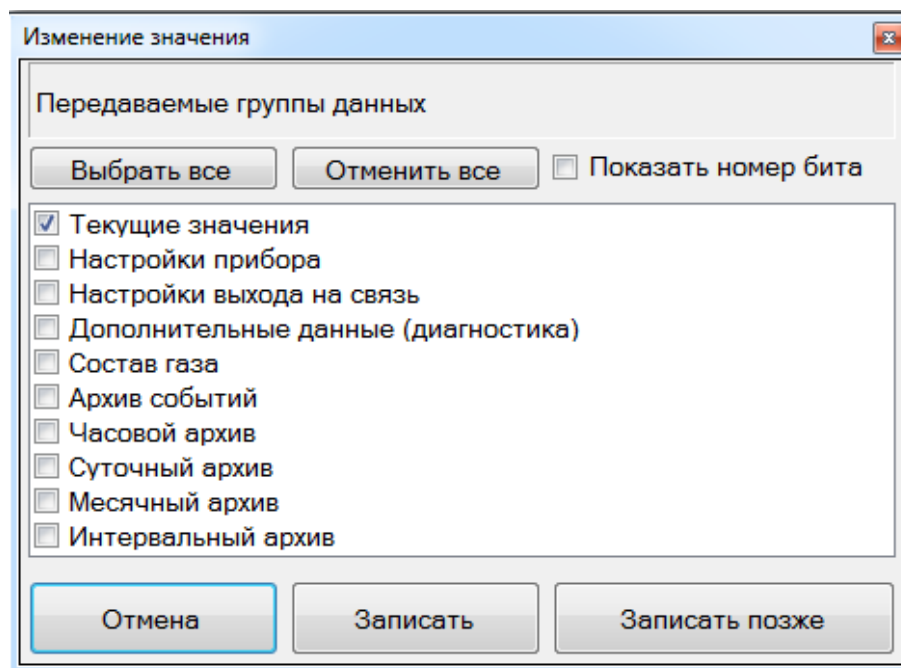 Изменение значения
Передаваемые группы данных
Выбрать все Отменить все Показать номер бита
Текущие значения
Настройки прибора
Настройки выхода на связь
Дополнительные данные (диагностика)
Состав газа
Архив событий
Часовой архив
Суточный архив
Месячный архив
Интервальный архив
Отмена Записать Записать позже